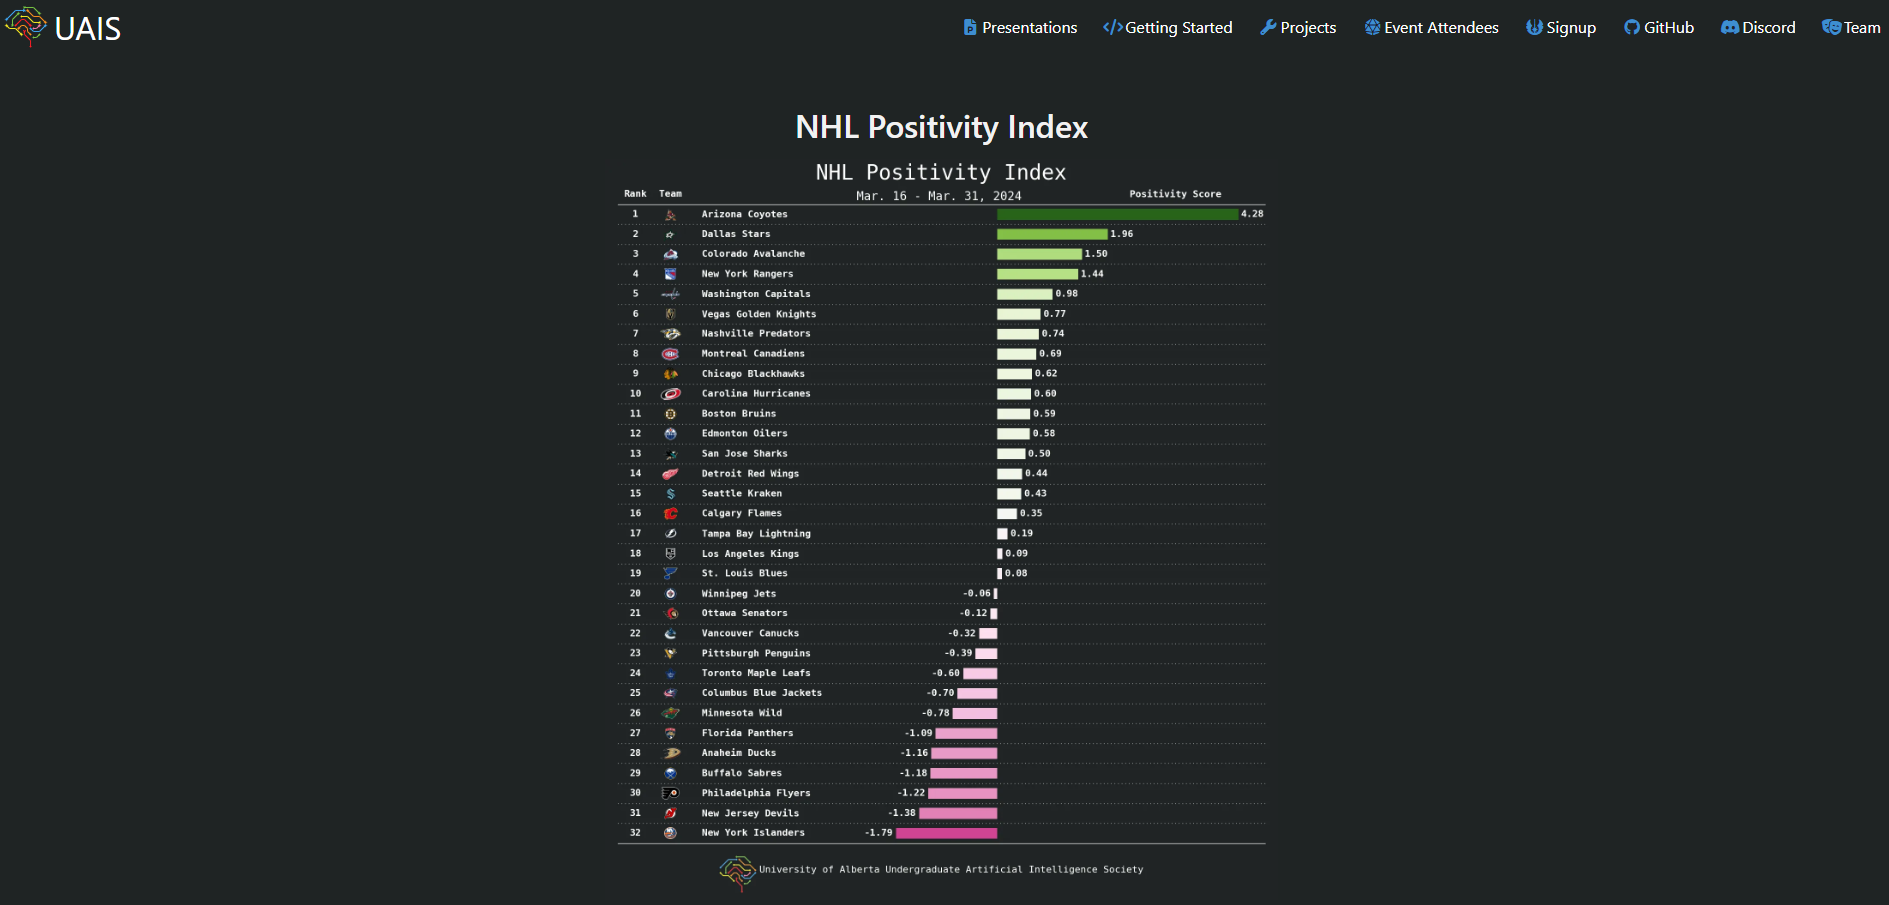 UAIS
Presentations Getting Started Projects Event Attendees Signup GitHub Discord Team
NHL Positivity Index
NHL Positivity Index
Mar. 16 - Mar. 31, 2024
Rank Team Positivity Score
1 Arizona Coyotes 4.28
2 Dallas Stars 1.96
3 Colorado Avalanche 1.50
4 New York Rangers 1.44
5 Washington Capitals 0.98
6 Vegas Golden Knights 0.77
7 Nashville Predators 0.74
8 Montreal Canadiens 0.69
9 Chicago Blackhawks 0.62
10 Carolina Hurricanes 0.60
11 Boston Bruins 0.59
12 Edmonton Oilers 0.58
13 San Jose Sharks 0.50
14 Detroit Red Wings 0.44
15 Seattle Kraken 0.43
16 Calgary Flames 0.35
17 Tampa Bay Lightning 0.19
18 Los Angeles Kings 0.09
19 St. Louis Blues 0.08
20 Winnipeg Jets -0.06
21 Ottawa Senators -0.12
22 Vancouver Canucks -0.32
23 Pittsburgh Penguins -0.39
24 Toronto Maple Leafs -0.60
25 Columbus Blue Jackets -0.70
26 Minnesota Wild -0.78
27 Florida Panthers -1.09
28 Anaheim Ducks -1.16
29 Buffalo Sabres -1.18
30 Philadelphia Flyers -1.22
31 New Jersey Devils -1.38
32 New York Islanders -1.79
University of Alberta Undergraduate Artificial Intelligence Society